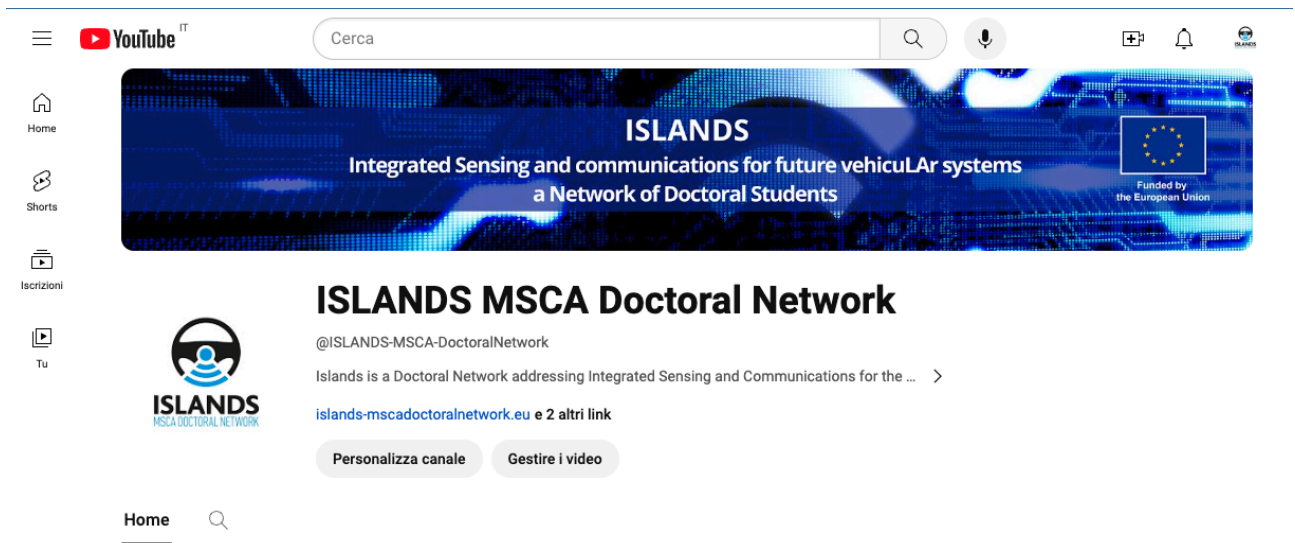 YouTube IT
Cerca
ISLANDS
Home
ISLANDS
Integrated Sensing and communications for future vehicuLAr systems
a Network of Doctoral Students
Funded by
the European Union
Shorts
Iscrizioni
Tu
ISLANDS
MSCA DOCTORAL NETWORK
ISLANDS MSCA Doctoral Network
@ISLANDS-MSCA-DoctoralNetwork
Islands is a Doctoral Network addressing Integrated Sensing and Communications for the ...
islands-mscadoctoralnetwork.eu e 2 altri link
Personalizza canale
Gestire i video
Home